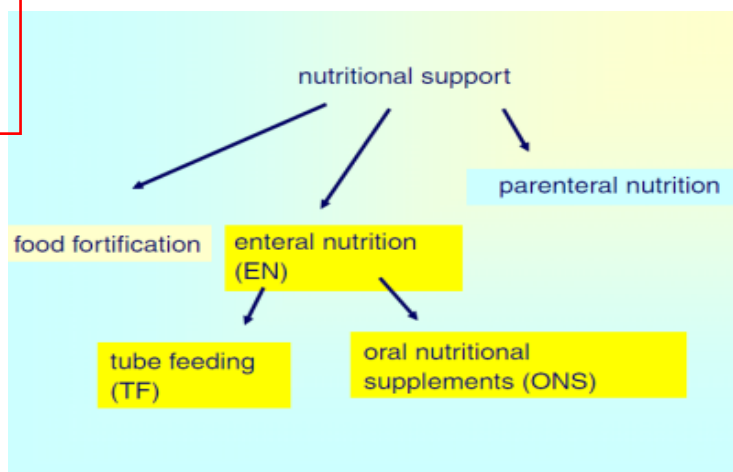 nutritional support
parenteral nutrition
food fortification
enteral nutrition
(EN)
tube feeding
(TF)
oral nutritional
supplements (ONS)